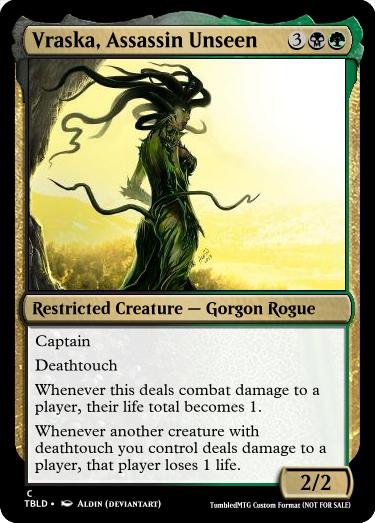 Vraska, Assassin Unseen 3
Restricted Creature — Gorgon Rogue
Captain
Deathtouch
Whenever this deals combat damage to a
player, their life total becomes 1.
Whenever another creature with
deathtouch you control deals damage to a
player, that player loses 1 life.
2/2
C
TBLD • ALDIN (DEVIANTART)
TumbledMTG Custom Format (NOT FOR SALE)